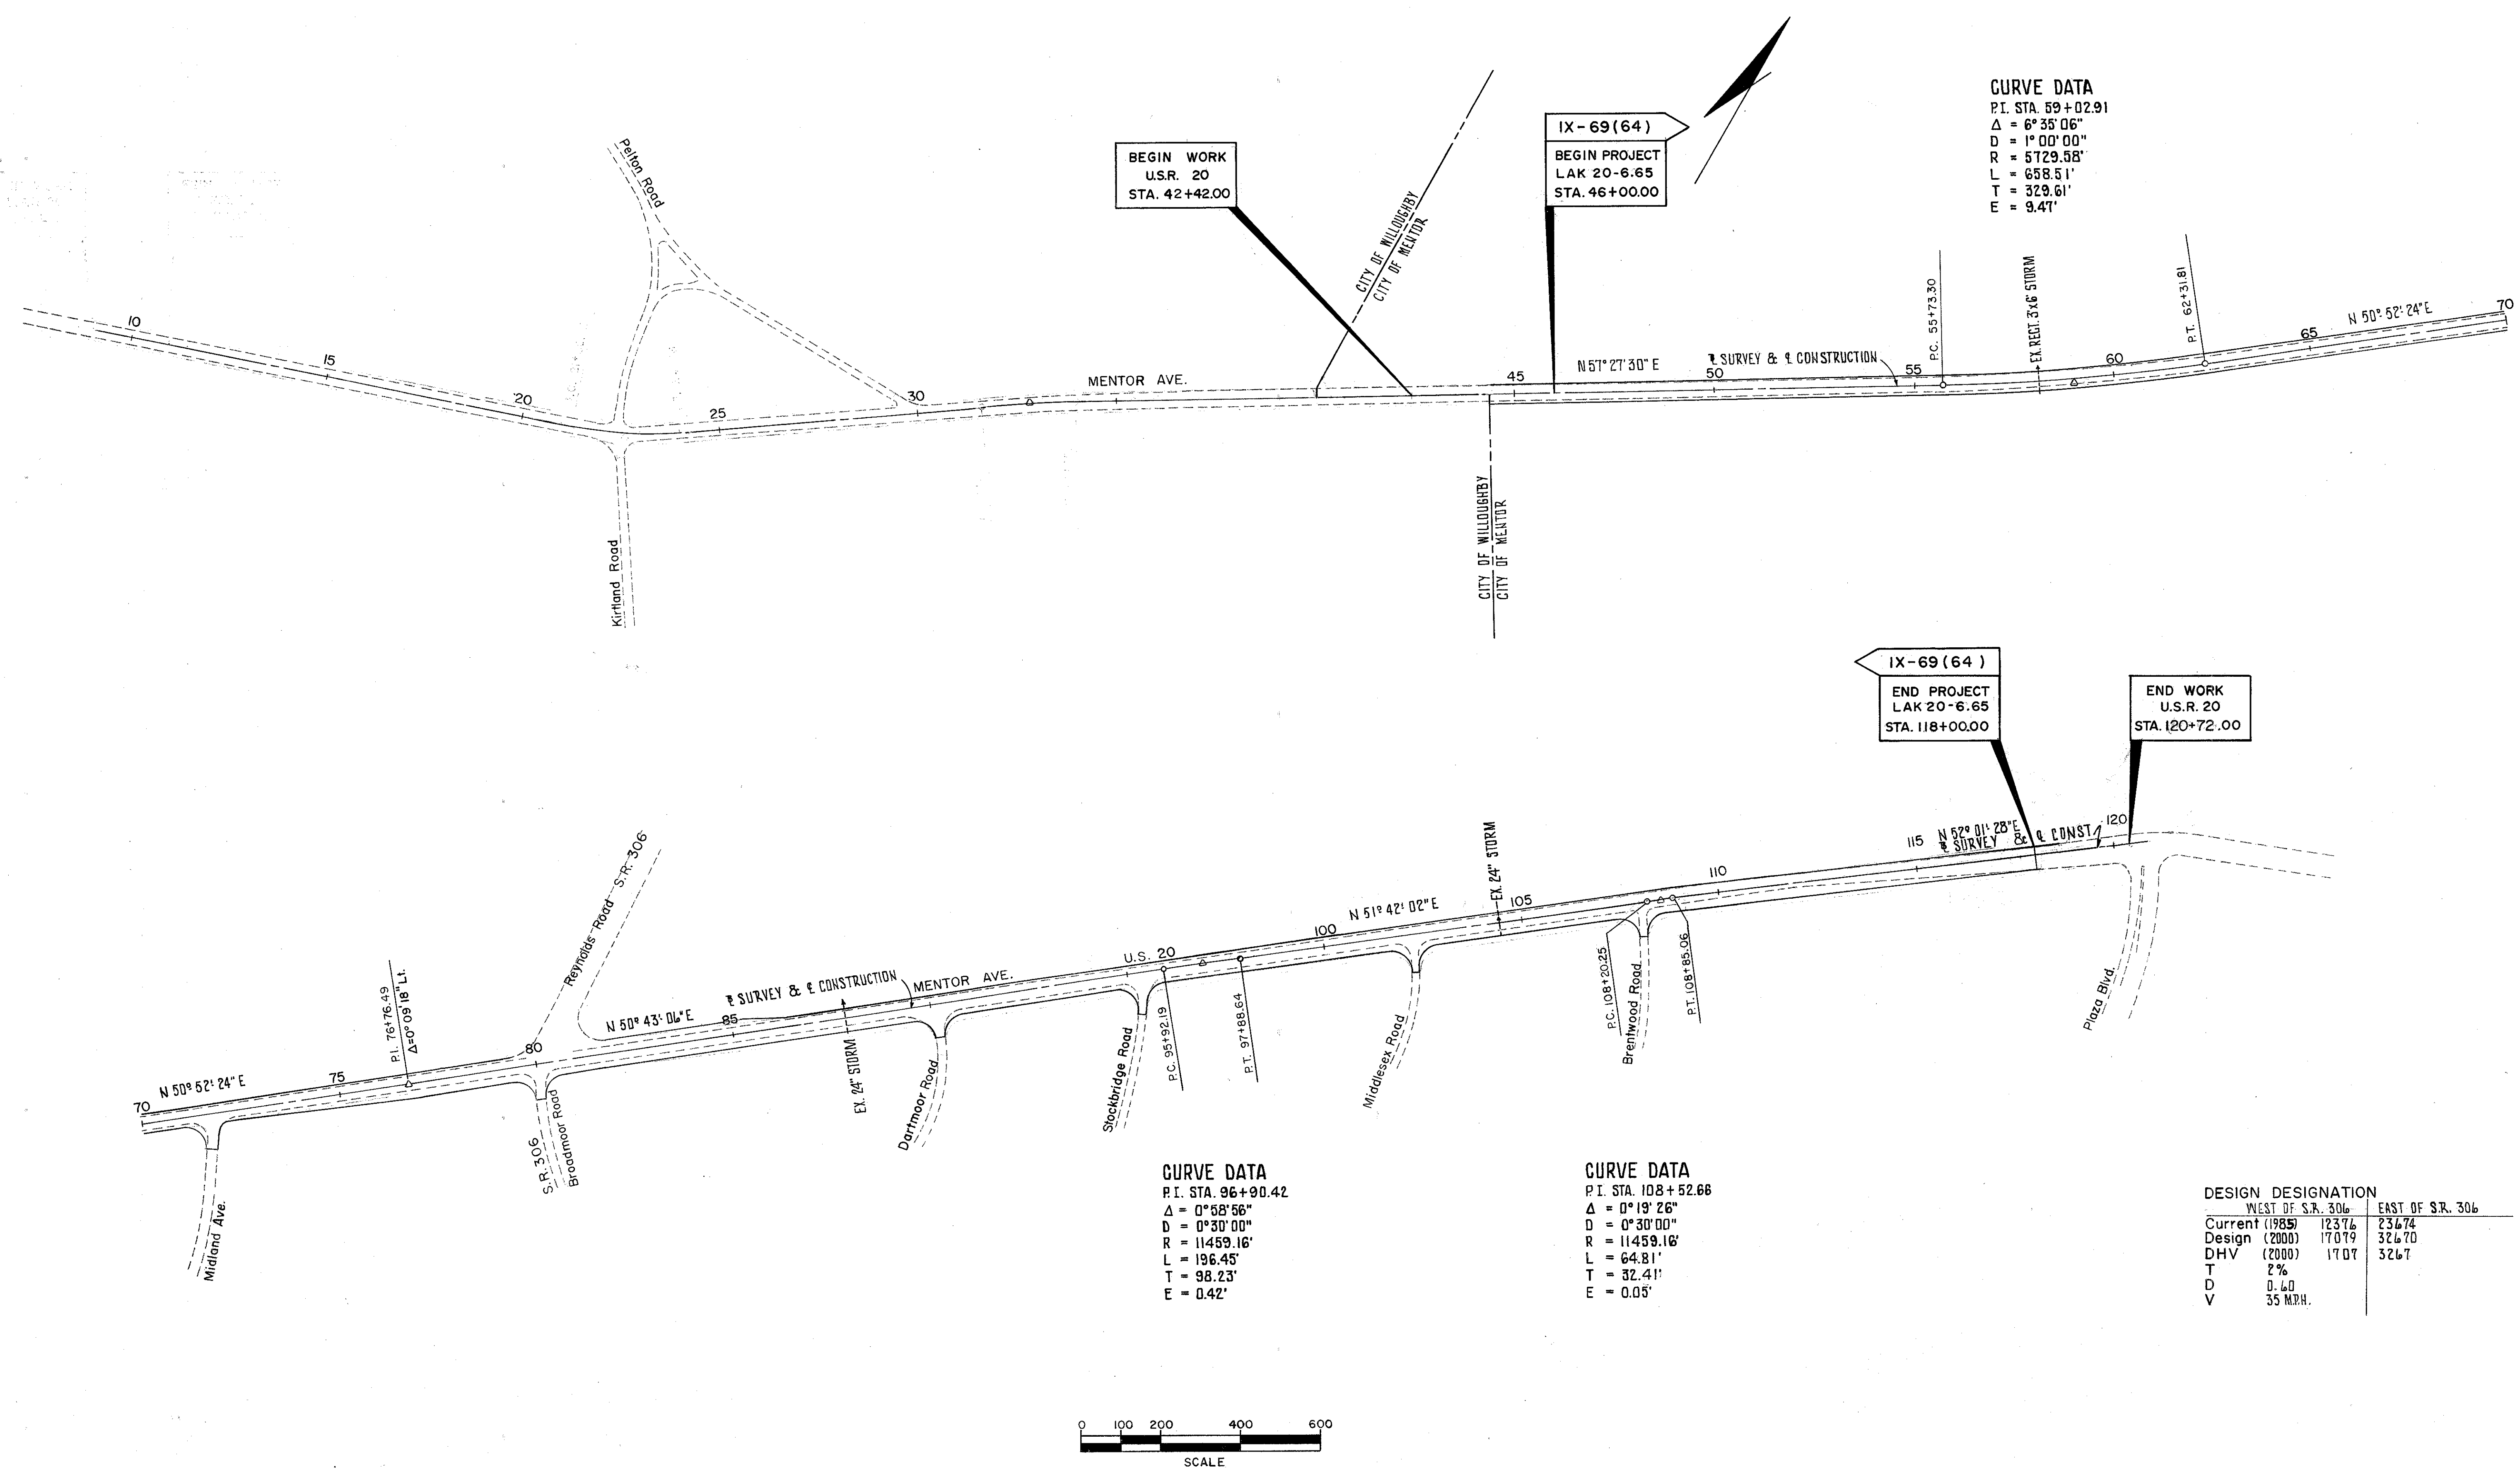 CURVE DATA
P.I. STA. 59+02.91
Δ = 6° 35' 06"
D = 1° 00' 00"
R = 5729.58'
L = 658.51'
T = 329.61'
E = 9.47'
IX-69(64)
BEGIN PROJECT
LAK 20-6.65
STA. 46+00.00
BEGIN WORK
U.S.R. 20
STA. 42+42.00
Pelton Road
CITY OF WILLOUGHBY
CITY OF MENTOR
10
15
20
25
30
MENTOR AVE.
45
N 57° 27' 30" E
50
℄ SURVEY & ℄ CONSTRUCTION
55
P.C. 55+73.30
EX. RECT. 3'x6' STORM
60
P.T. 62+31.81
65
N 50° 52' 24" E
70
Kirtland Road
CITY OF WILLOUGHBY
CITY OF MENTOR
IX-69(64)
END PROJECT
LAK 20-6.65
STA. 118+00.00
END WORK
U.S.R. 20
STA. 120+72.00
70
N 50° 52' 24" E
75
P.I. 76+76.49
Δ=0° 09' 18" Lt.
80
Reynolds Road S.R. 306
N 50° 43' 06" E
85
℄ SURVEY & ℄ CONSTRUCTION
MENTOR AVE.
EX. 24" STORM
U.S. 20
100
N 51° 42' 02" E
EX. 24" STORM
105
110
115
N 52° 01' 28" E
℄ SURVEY & ℄ CONST.
120
Midland Ave.
S.R. 306
Broadmoor Road
Dartmoor Road
Stockbridge Road
P.C. 95+92.19
P.T. 97+88.64
Middlesex Road
P.C. 108+20.25
Brentwood Road
P.T. 108+85.06
Plaza Blvd.
CURVE DATA
P.I. STA. 96+90.42
Δ = 0° 58' 56"
D = 0° 30' 00"
R = 11459.16'
L = 196.45'
T = 98.23'
E = 0.42'
CURVE DATA
P.I. STA. 108+52.66
Δ = 0° 19' 26"
D = 0° 30' 00"
R = 11459.16'
L = 64.81'
T = 32.41'
E = 0.05'
DESIGN DESIGNATION
WEST OF S.R. 306 EAST OF S.R. 306
Current (1985) 12376 23674
Design (2000) 17079 32670
DHV (2000) 1707 3267
T 2%
D 0.60
V 35 M.P.H.
0 100 200 400 600
SCALE